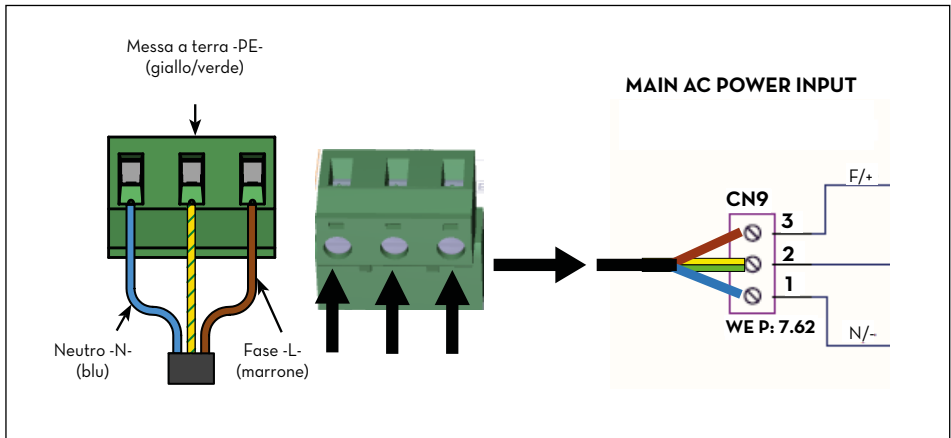 Messa a terra -PE-
(giallo/verde)
Neutro -N-
(blu)
Fase -L-
(marrone)
MAIN AC POWER INPUT
F/+
CN9
3
2
1
WE P: 7.62
N/-